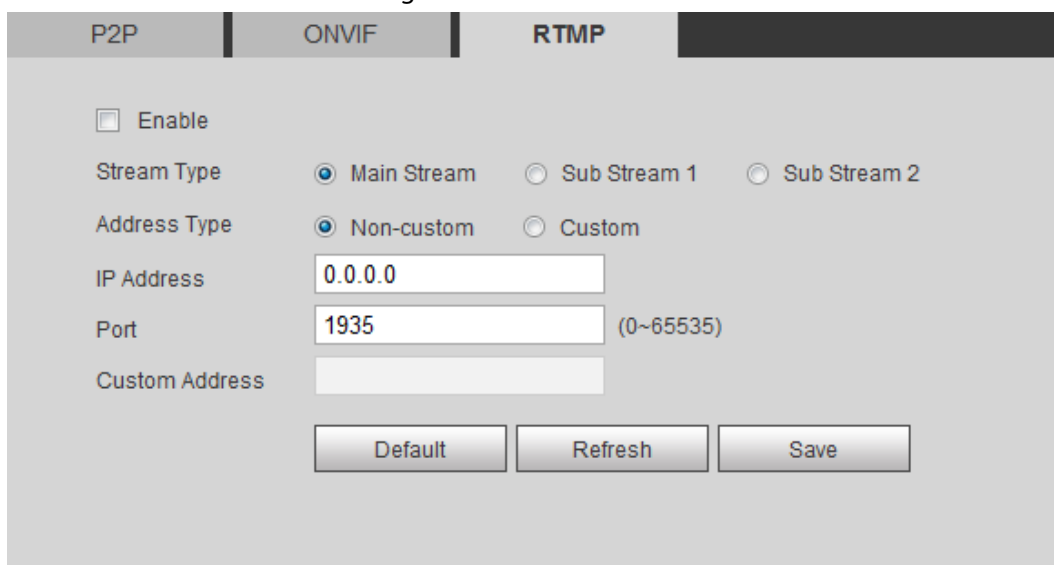 P2P ONVIF RTMP
Enable
Stream Type Main Stream Sub Stream 1 Sub Stream 2
Address Type Non-custom Custom
IP Address 0.0.0.0
Port 1935 (0~65535)
Custom Address
Default Refresh Save